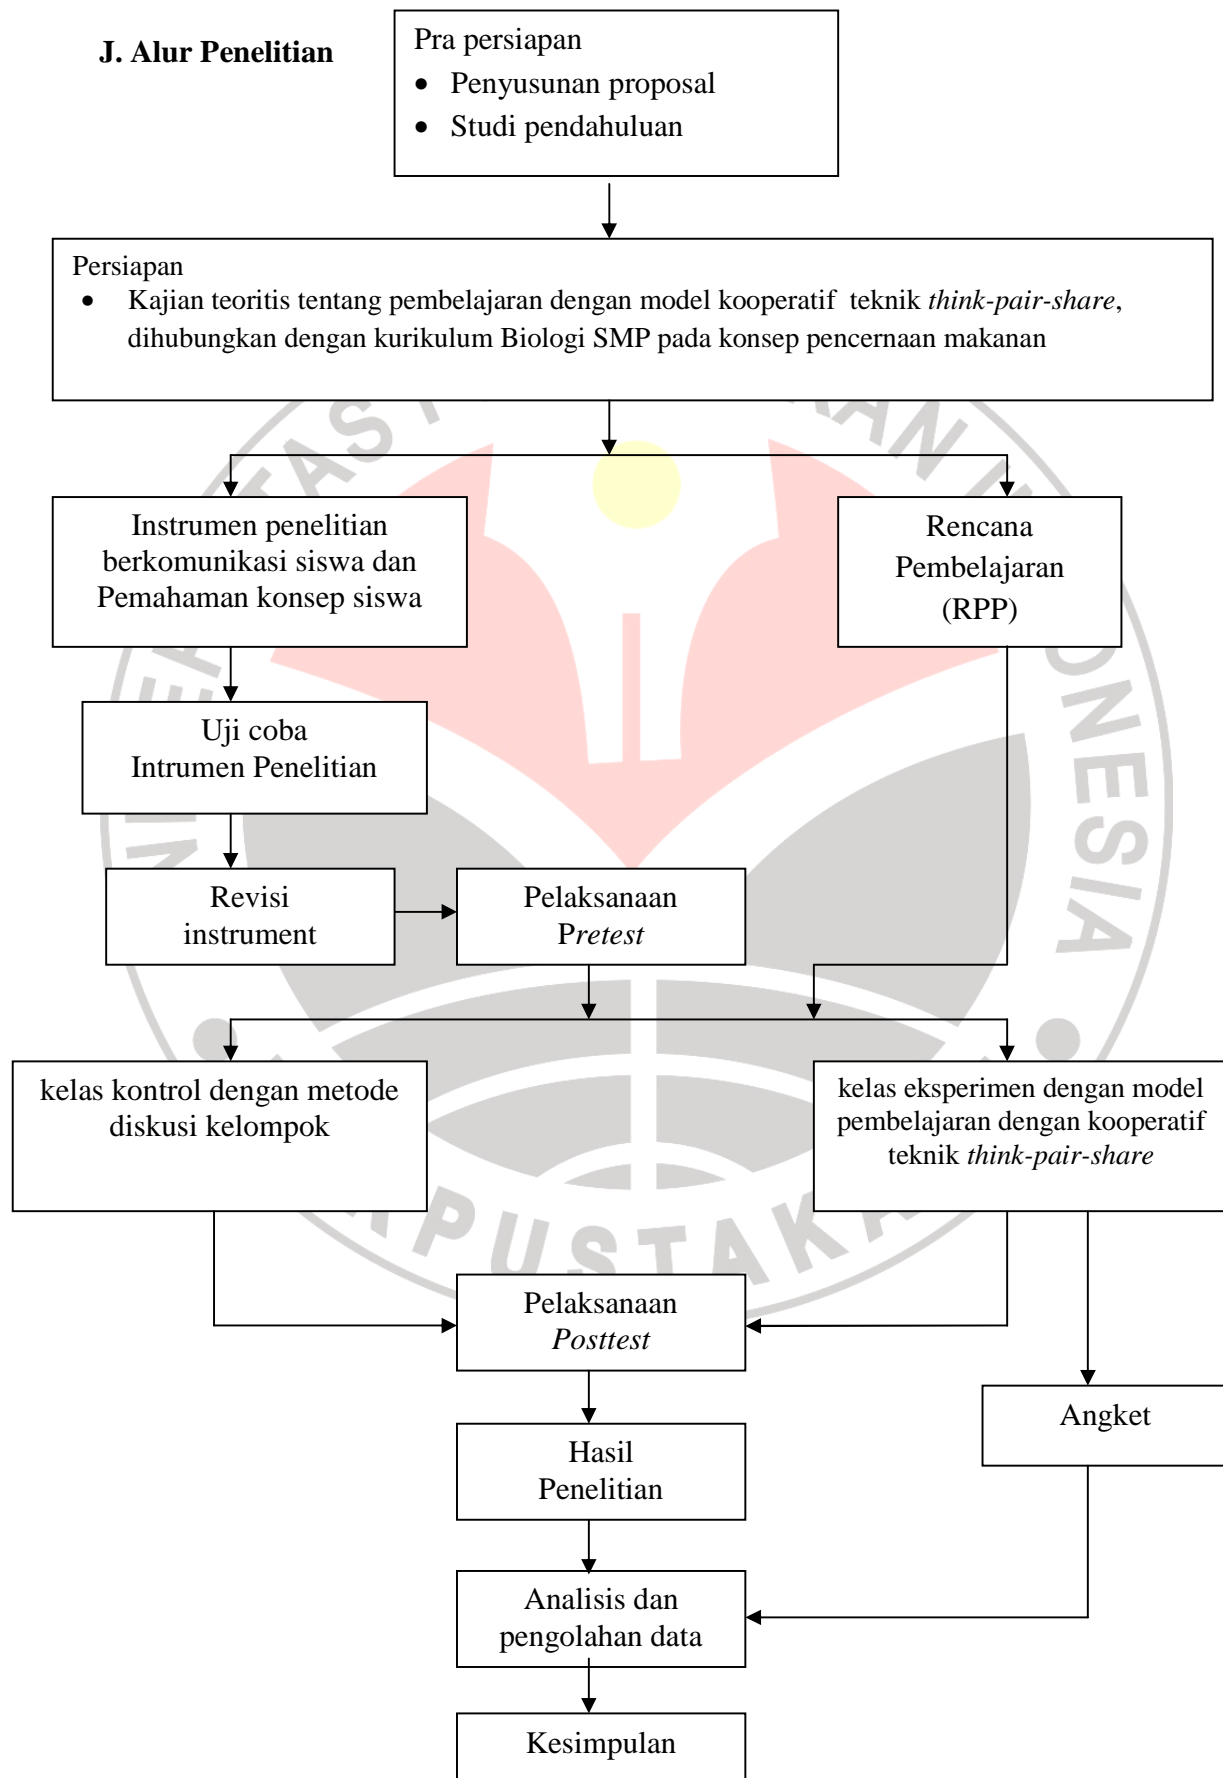 J. Alur Penelitian
Pra persiapan
• Penyusunan proposal
• Studi pendahuluan
Persiapan
• Kajian teoritis tentang pembelajaran dengan model kooperatif teknik think-pair-share,
dihubungkan dengan kurikulum Biologi SMP pada konsep pencernaan makanan
Instrumen penelitian
berkomunikasi siswa dan
Pemahaman konsep siswa
Rencana
Pembelajaran
(RPP)
Uji coba
Intrumen Penelitian
Revisi
instrument
Pelaksanaan
Pretest
kelas kontrol dengan metode
diskusi kelompok
kelas eksperimen dengan model
pembelajaran dengan kooperatif
teknik think-pair-share
Pelaksanaan
Posttest
Angket
Hasil
Penelitian
Analisis dan
pengolahan data
Kesimpulan